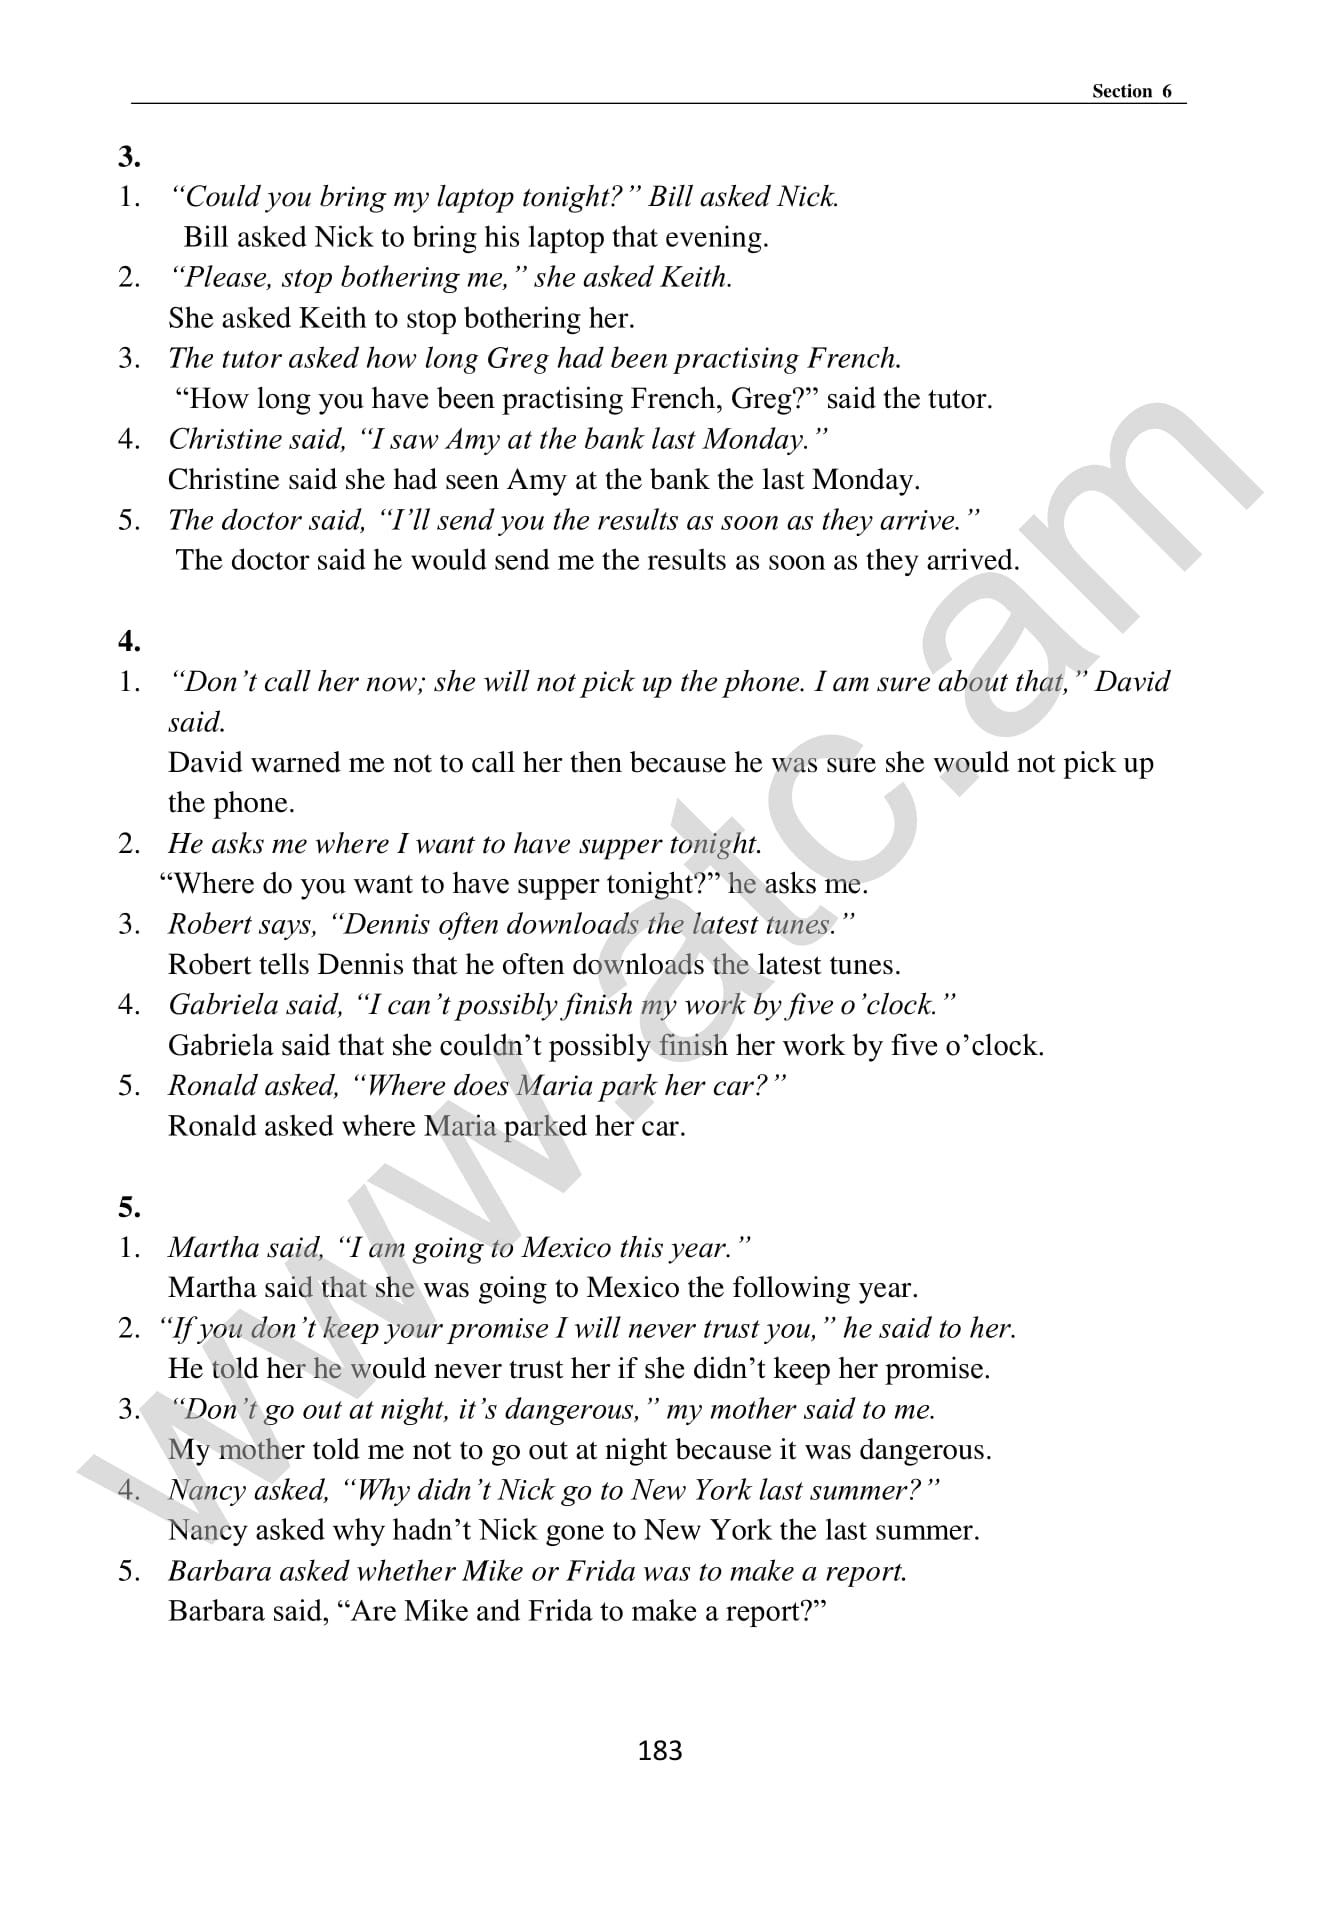 Section 6
3.
1. “Could you bring my laptop tonight?” Bill asked Nick.
Bill asked Nick to bring his laptop that evening.
2. “Please, stop bothering me,” she asked Keith.
She asked Keith to stop bothering her.
3. The tutor asked how long Greg had been practising French.
“How long you have been practising French, Greg?” said the tutor.
4. Christine said, “I saw Amy at the bank last Monday.”
Christine said she had seen Amy at the bank the last Monday.
5. The doctor said, “I’ll send you the results as soon as they arrive.”
The doctor said he would send me the results as soon as they arrived.
4.
1. “Don’t call her now; she will not pick up the phone. I am sure about that,” David
said.
David warned me not to call her then because he was sure she would not pick up
the phone.
2. He asks me where I want to have supper tonight.
“Where do you want to have supper tonight?” he asks me.
3. Robert says, “Dennis often downloads the latest tunes.”
Robert tells Dennis that he often downloads the latest tunes.
4. Gabriela said, “I can’t possibly finish my work by five o’clock.”
Gabriela said that she couldn’t possibly finish her work by five o’clock.
5. Ronald asked, “Where does Maria park her car?”
Ronald asked where Maria parked her car.
5.
1. Martha said, “I am going to Mexico this year.”
Martha said that she was going to Mexico the following year.
2. “If you don’t keep your promise I will never trust you,” he said to her.
He told her he would never trust her if she didn’t keep her promise.
3. “Don’t go out at night, it’s dangerous,” my mother said to me.
My mother told me not to go out at night because it was dangerous.
4. Nancy asked, “Why didn’t Nick go to New York last summer?”
Nancy asked why hadn’t Nick gone to New York the last summer.
5. Barbara asked whether Mike or Frida was to make a report.
Barbara said, “Are Mike and Frida to make a report?”
183
www.atc.am